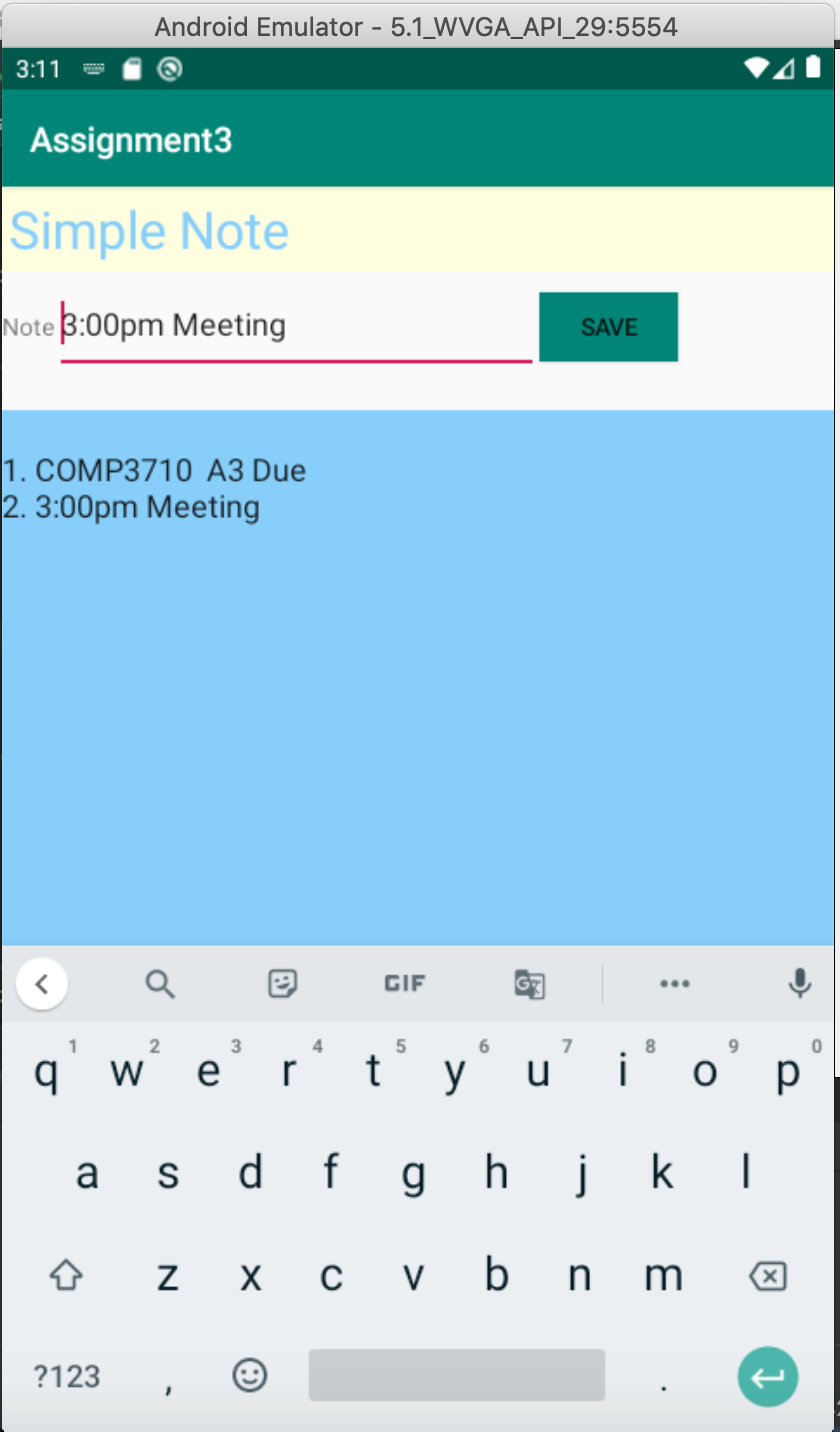 Android Emulator - 5.1_WVGA_API_29:5554
3:11
Assignment3
Simple Note
Note 3:00pm Meeting SAVE
1. COMP3710  A3 Due
2. 3:00pm Meeting
GIF G
1 2 3 4 5 6 7 8 9 0
q w e r t y u i o p
a s d f g h j k l
z x c v b n m
?123 , .